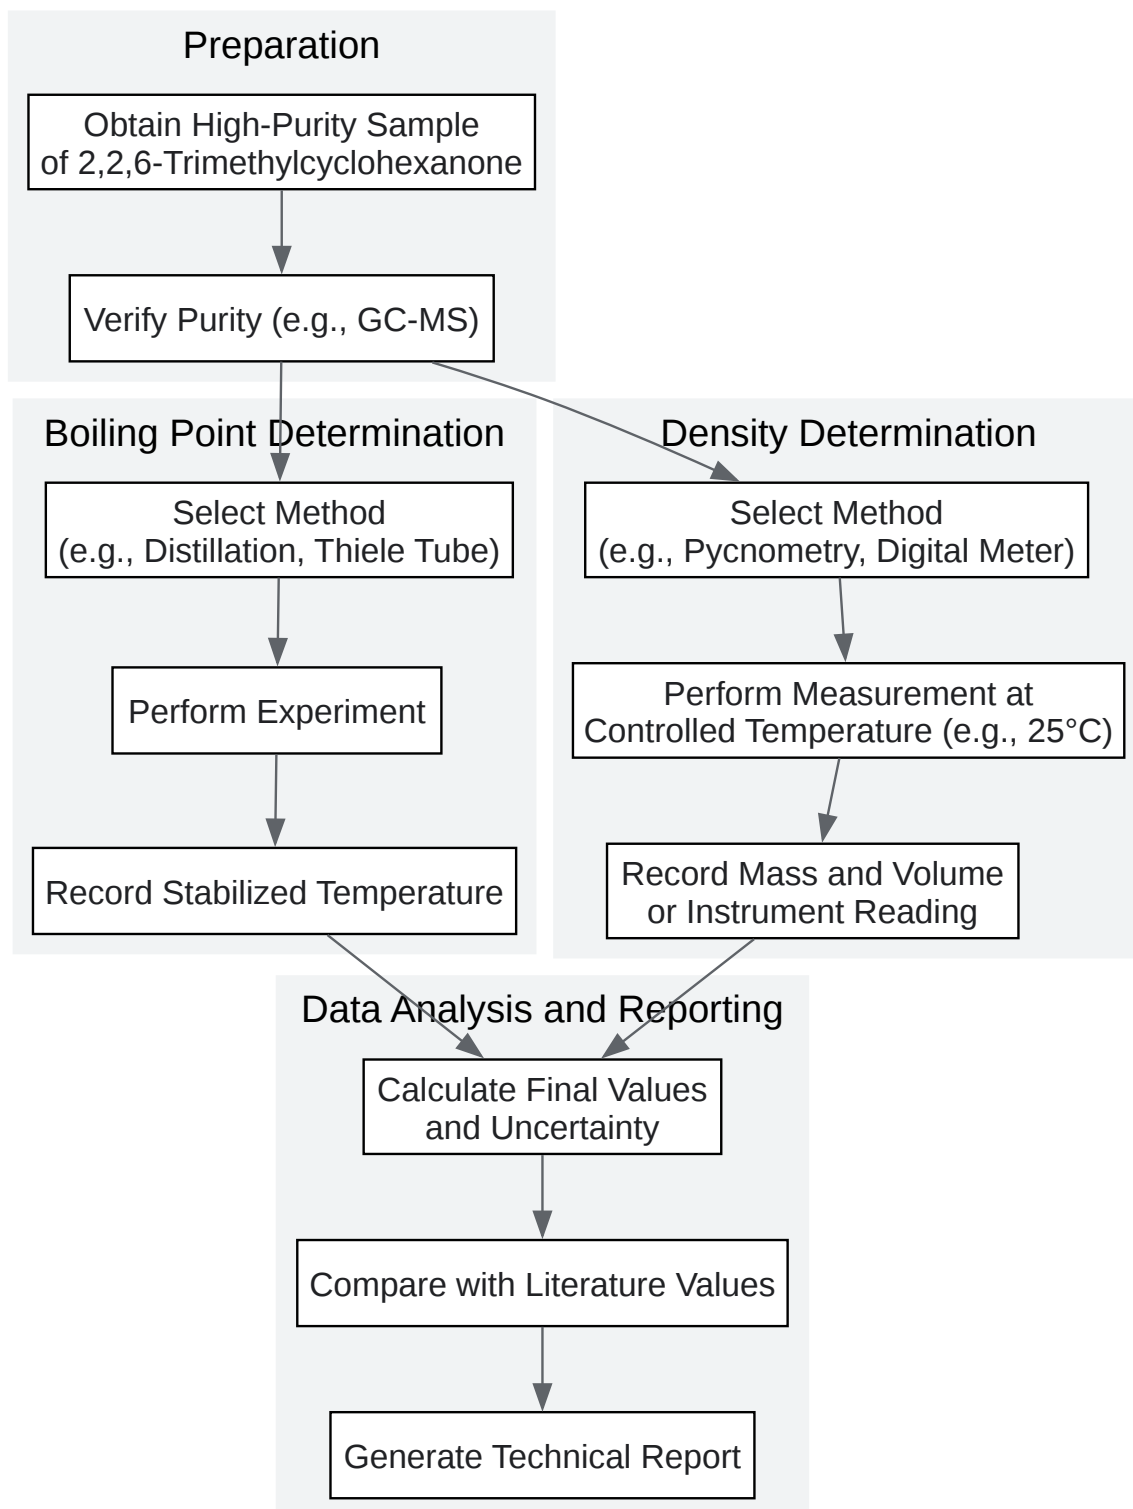 Preparation
Obtain High-Purity Sample
of 2,2,6-Trimethylcyclohexanone
Verify Purity (e.g., GC-MS)
Boiling Point Determination
Select Method
(e.g., Distillation, Thiele Tube)
Perform Experiment
Record Stabilized Temperature
Density Determination
Select Method
(e.g., Pycnometry, Digital Meter)
Perform Measurement at
Controlled Temperature (e.g., 25°C)
Record Mass and Volume
or Instrument Reading
Data Analysis and Reporting
Calculate Final Values
and Uncertainty
Compare with Literature Values
Generate Technical Report